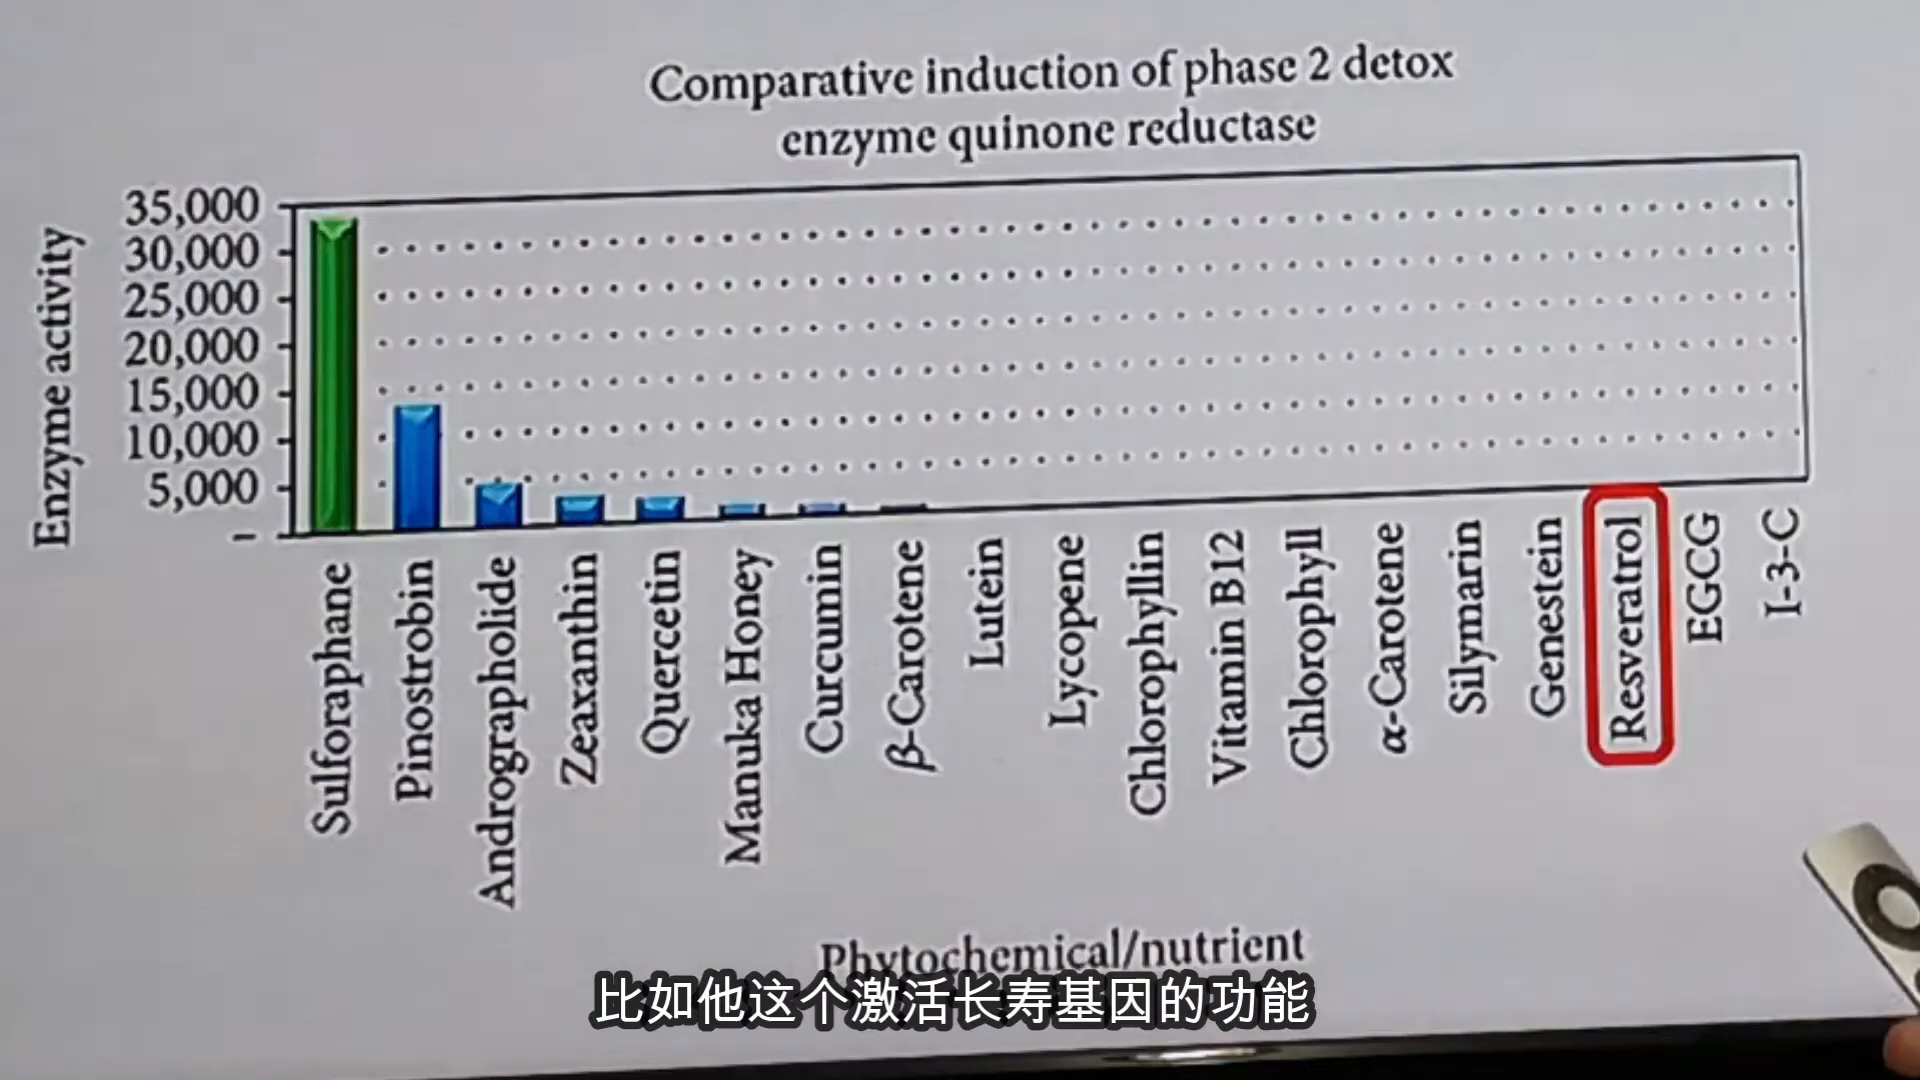 Comparative induction of phase 2 detox
enzyme quinone reductase
Enzyme activity
35,000
30,000
25,000
20,000
15,000
10,000
5,000
–
Sulforaphane
Pinostrobin
Andrographolide
Zeaxanthin
Quercetin
Manuka Honey
Curcumin
β-Carotene
Lutein
Lycopene
Chlorophyllin
Vitamin B12
Chlorophyll
α-Carotene
Silymarin
Genestein
Resveratrol
EGCG
I-3-C
Phytochemical/nutrient
比如他这个激活长寿基因的功能